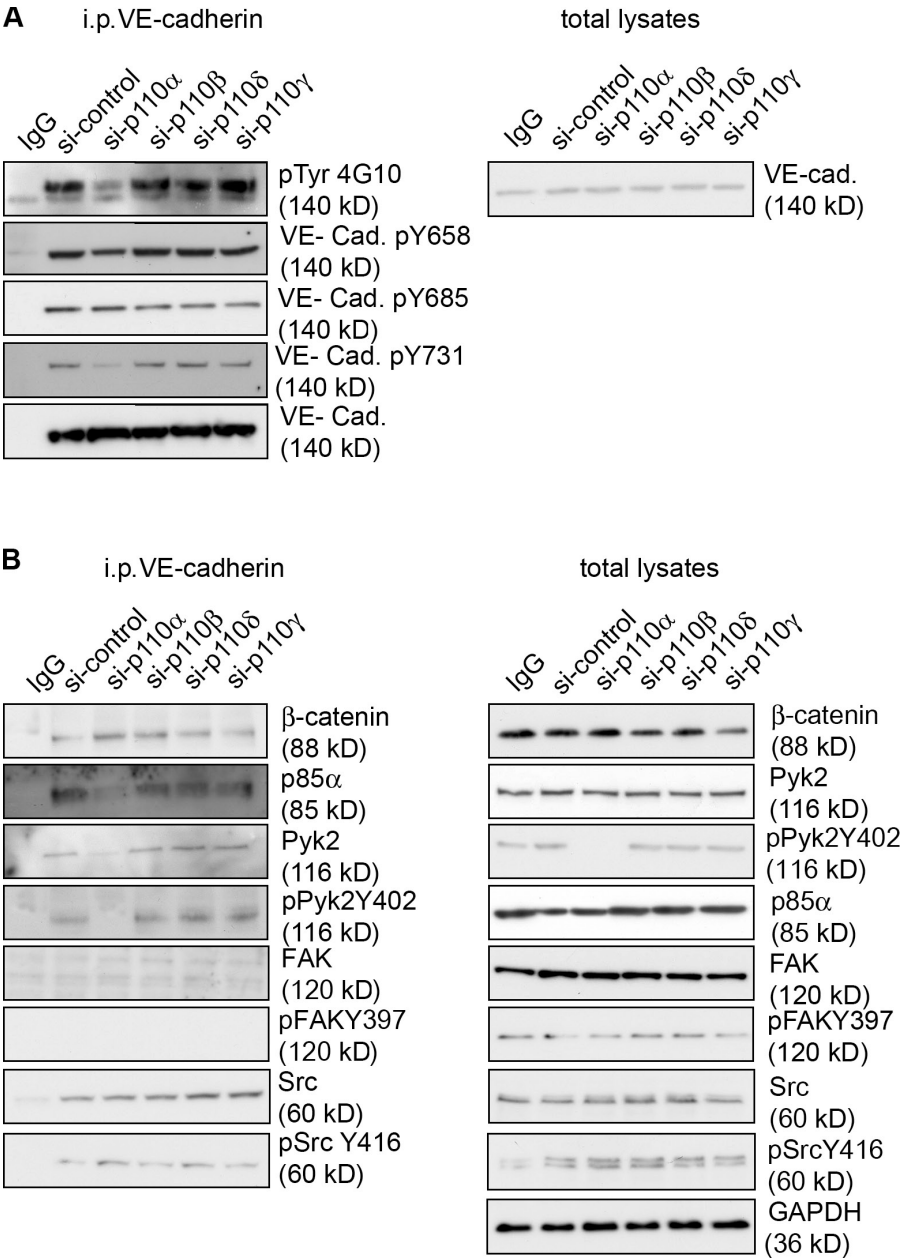 A
i.p.VE-cadherin
total lysates
IgG
si-control
si-p110α
si-p110β
si-p110δ
si-p110γ
IgG
si-control
si-p110α
si-p110β
si-p110δ
si-p110γ
pTyr 4G10
(140 kD)
VE- Cad. pY658
(140 kD)
VE- Cad. pY685
(140 kD)
VE- Cad. pY731
(140 kD)
VE- Cad.
(140 kD)
VE-cad.
(140 kD)
B
i.p.VE-cadherin
total lysates
IgG
si-control
si-p110α
si-p110β
si-p110δ
si-p110γ
IgG
si-control
si-p110α
si-p110β
si-p110δ
si-p110γ
β-catenin
(88 kD)
p85α
(85 kD)
Pyk2
(116 kD)
pPyk2Y402
(116 kD)
FAK
(120 kD)
pFAKY397
(120 kD)
Src
(60 kD)
pSrc Y416
(60 kD)
β-catenin
(88 kD)
Pyk2
(116 kD)
pPyk2Y402
(116 kD)
p85α
(85 kD)
FAK
(120 kD)
pFAKY397
(120 kD)
Src
(60 kD)
pSrcY416
(60 kD)
GAPDH
(36 kD)